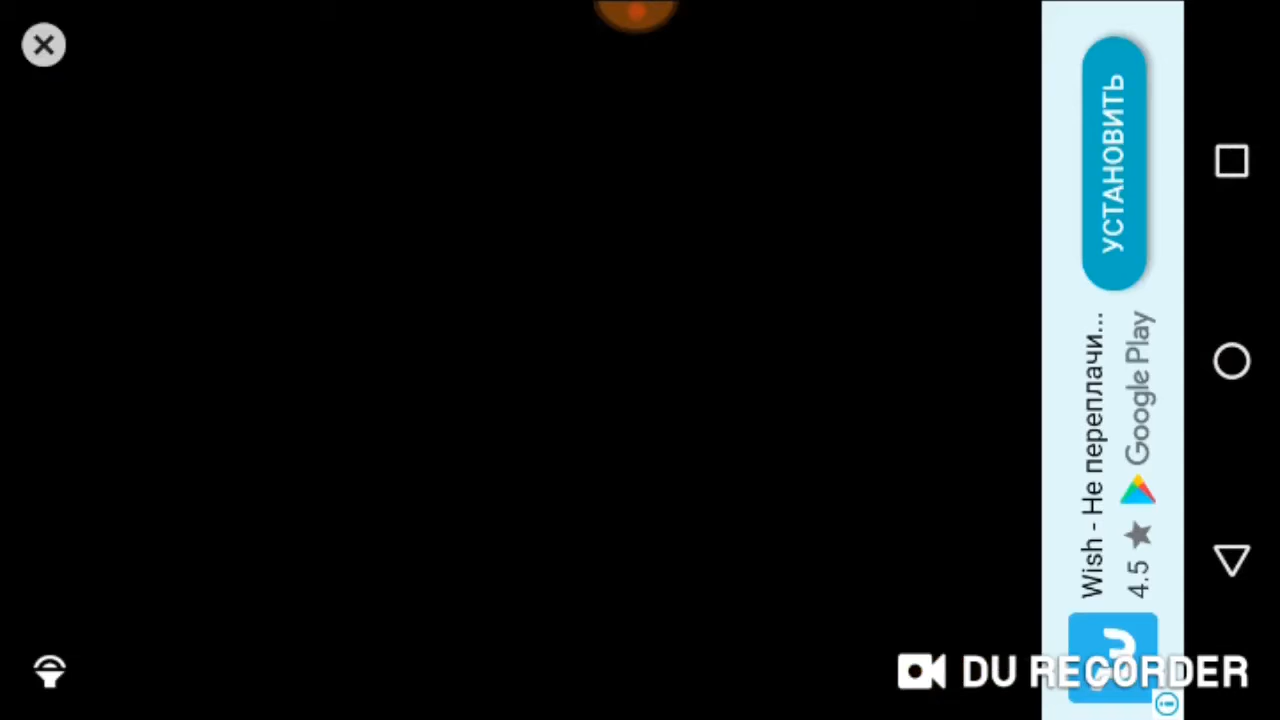 УСТАНОВИТЬ
Wish - Не переплачи...
4.5 ★ Google Play
DU RECORDER